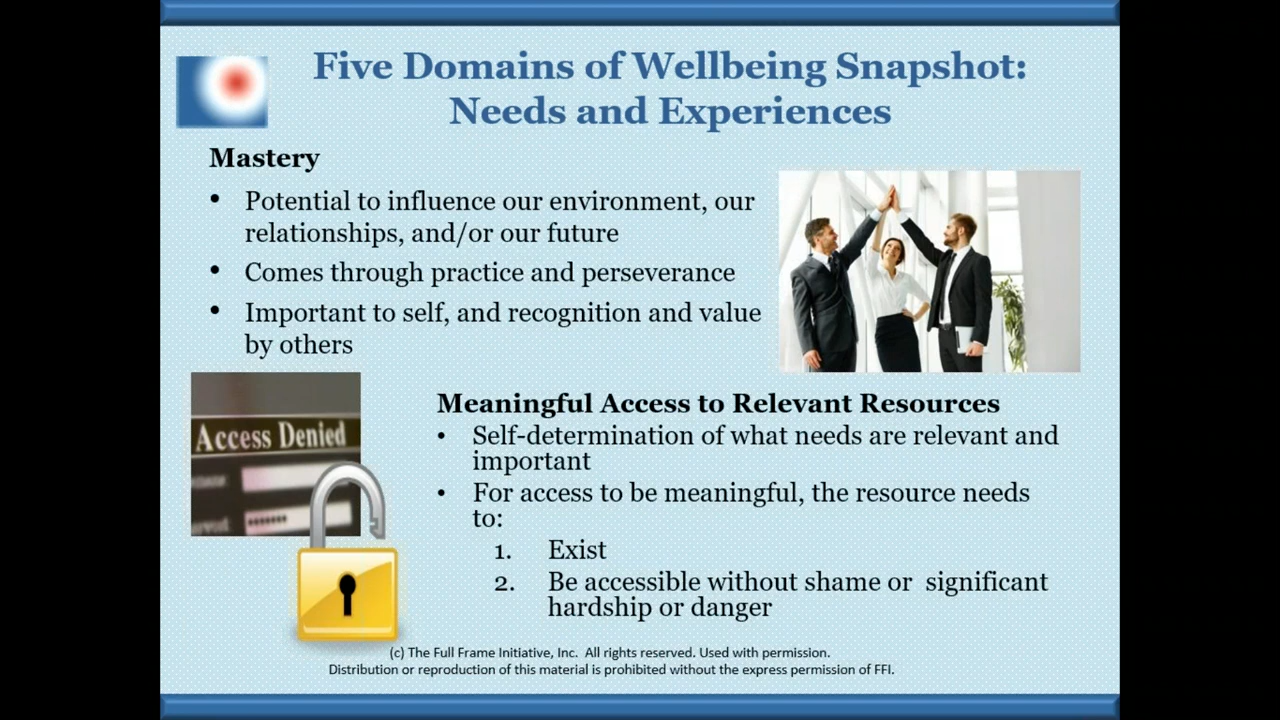 Five Domains of Wellbeing Snapshot:
Needs and Experiences
Mastery
• Potential to influence our environment, our
relationships, and/or our future
• Comes through practice and perseverance
• Important to self, and recognition and value
by others
Access Denied
Meaningful Access to Relevant Resources
• Self-determination of what needs are relevant and
important
• For access to be meaningful, the resource needs
to:
1. Exist
2. Be accessible without shame or significant
hardship or danger
(c) The Full Frame Initiative, Inc. All rights reserved. Used with permission.
Distribution or reproduction of this material is prohibited without the express permission of FFI.